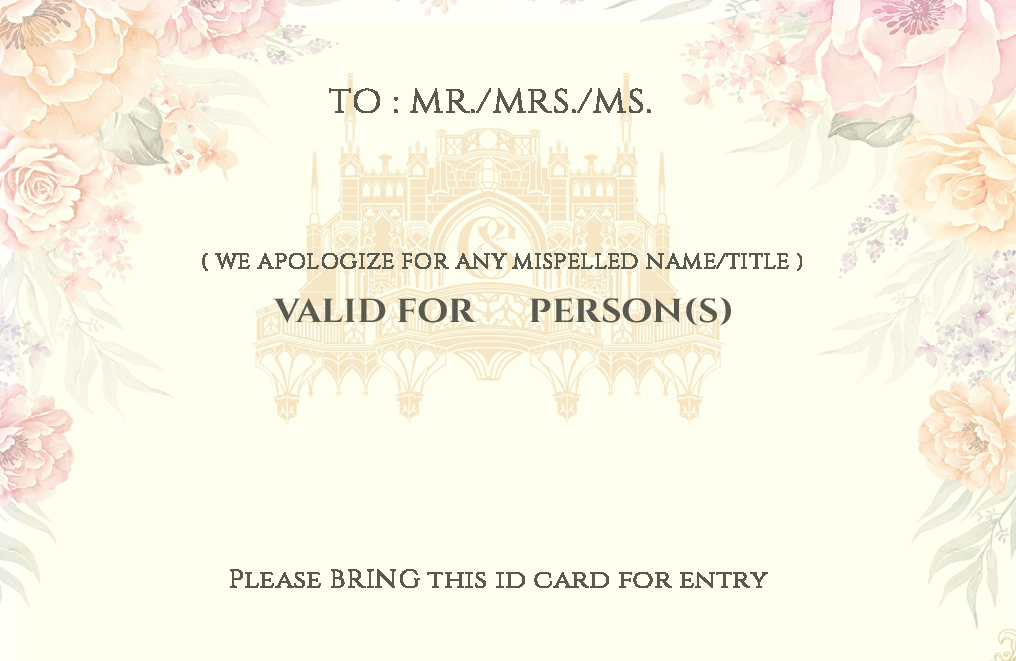 TO : MR./MRS./MS.
( WE APOLOGIZE FOR ANY MISPELLED NAME/TITLE )
VALID FOR PERSON(S)
PLEASE BRING THIS ID CARD FOR ENTRY